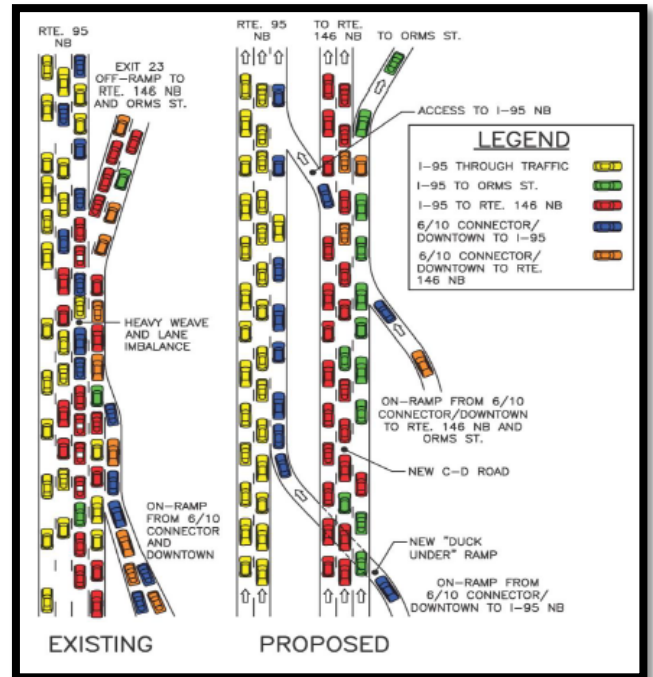 RTE. 95
NB
EXIT 23
OFF-RAMP TO
RTE. 146 NB
AND ORMS ST.
HEAVY WEAVE
AND LANE
IMBALANCE
ON-RAMP
FROM 6/10
CONNECTOR
AND
DOWNTOWN
EXISTING
RTE. 95
NB
TO RTE.
146 NB
TO ORMS ST.
ACCESS TO I-95 NB
LEGEND
I-95 THROUGH TRAFFIC
I-95 TO ORMS ST.
I-95 TO RTE. 146 NB
6/10 CONNECTOR/
DOWNTOWN TO I-95
6/10 CONNECTOR/
DOWNTOWN TO RTE.
146 NB
ON-RAMP FROM 6/10
CONNECTOR/DOWNTOWN
TO RTE. 146 NB AND
ORMS ST.
NEW C-D ROAD
NEW "DUCK
UNDER" RAMP
ON-RAMP FROM
6/10 CONNECTOR/
DOWNTOWN TO I-95 NB
PROPOSED